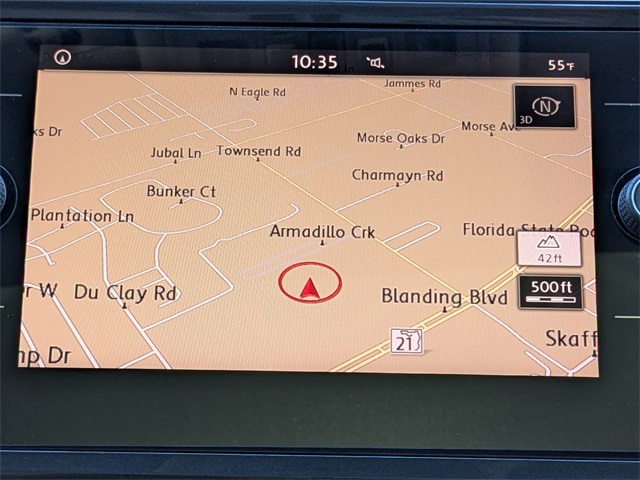 10:35
55°F
N Eagle Rd
Jammes Rd
N
3D
ks Dr
Morse Oaks Dr
Morse Ave
Jubal Ln
Townsend Rd
Charmayn Rd
Bunker Ct
Plantation Ln
Armadillo Crk
Florida State Roa
42ft
r W
Du Clay Rd
Blanding Blvd
500ft
21
Skaff
mp Dr